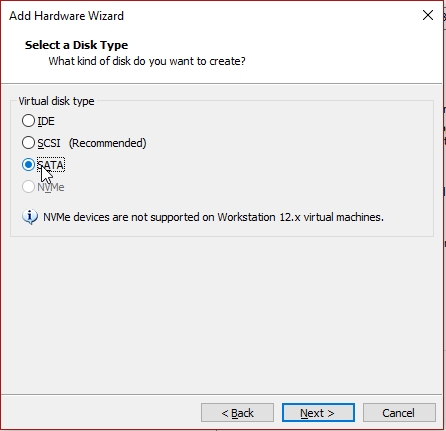 Add Hardware Wizard
Select a Disk Type
What kind of disk do you want to create?
Virtual disk type
IDE
SCSI (Recommended)
SATA
NVMe
NVMe devices are not supported on Workstation 12.x virtual machines.
< Back Next > Cancel